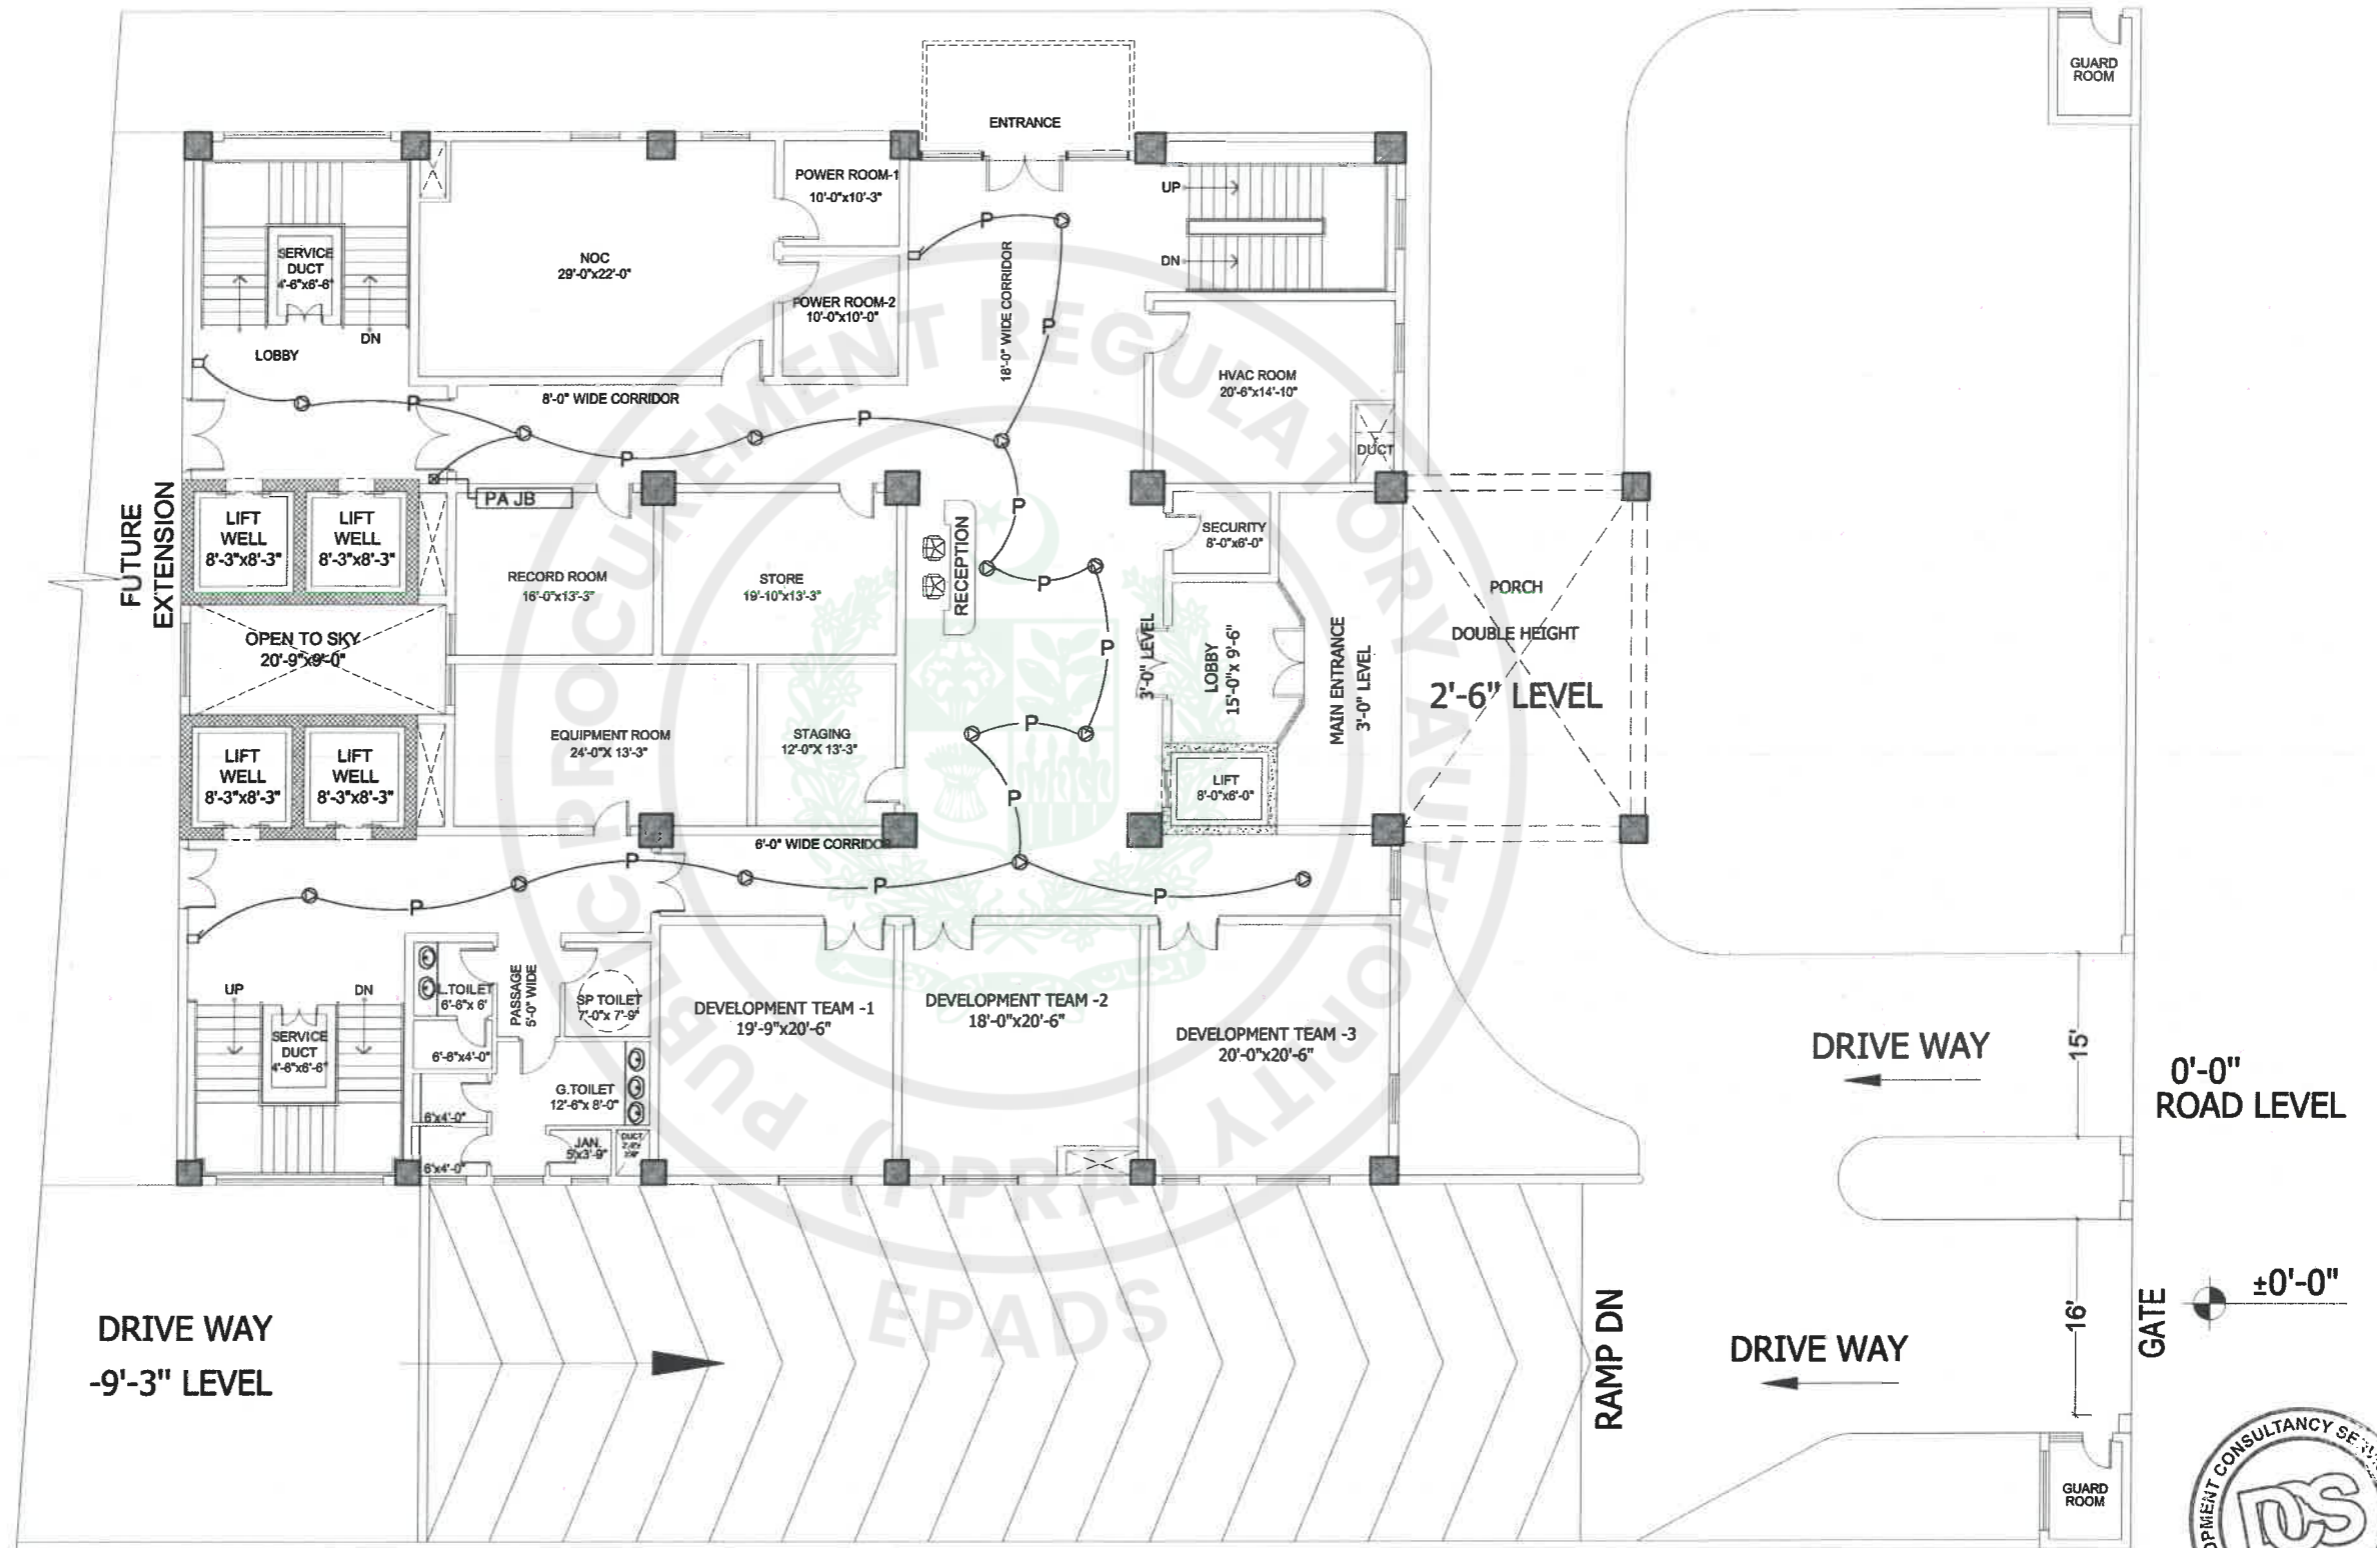 GUARD
ROOM
ENTRANCE
POWER ROOM-1
10'-0"x10'-3"
UP
DN
SERVICE
DUCT
4'-6"x6'-6"
NOC
29'-0"x22'-0"
18'-0" WIDE CORRIDOR
POWER ROOM-2
10'-0"x10'-0"
DN
LOBBY
8'-0" WIDE CORRIDOR
HVAC ROOM
20'-6"x14'-10"
DUCT
P
P
P
P
P
PA JB
FUTURE
EXTENSION
LIFT
WELL
8'-3"x8'-3"
LIFT
WELL
8'-3"x8'-3"
RECORD ROOM
16'-0"x13'-3"
STORE
19'-10"x13'-3"
RECEPTION
P
P
P
SECURITY
8'-0"x6'-0"
PORCH
DOUBLE HEIGHT
2'-6" LEVEL
OPEN TO SKY
20'-9"x9'-0"
3'-0" LEVEL
LOBBY
15'-0"x 9'-6"
MAIN ENTRANCE
3'-0" LEVEL
LIFT
WELL
8'-3"x8'-3"
LIFT
WELL
8'-3"x8'-3"
EQUIPMENT ROOM
24'-0"X 13'-3"
STAGING
12'-0"X 13'-3"
P
P
LIFT
8'-0"x6'-0"
6'-0" WIDE CORRIDOR
P
P
P
P
UP
DN
SERVICE
DUCT
4'-6"x6'-6"
L.TOILET
6'-6"x 6'
PASSAGE
5'-0" WIDE
SP TOILET
7'-0"x 7'-9"
6'-6"x4'-0"
G.TOILET
12'-6"x 8'-0"
6'x4'-0"
6'x4'-0"
JAN.
5'x3'-9"
DUCT
DEVELOPMENT TEAM -1
19'-9"x20'-6"
DEVELOPMENT TEAM -2
18'-0"x20'-6"
DEVELOPMENT TEAM -3
20'-0"x20'-6"
DRIVE WAY
15'
0'-0"
ROAD LEVEL
DRIVE WAY
-9'-3" LEVEL
RAMP DN
DRIVE WAY
16'
GATE
±0'-0"
GUARD
ROOM
PUBLIC PROCUREMENT REGULATORY AUTHORITY
(PPRA)
EPADS
CONSULTANCY
DCS